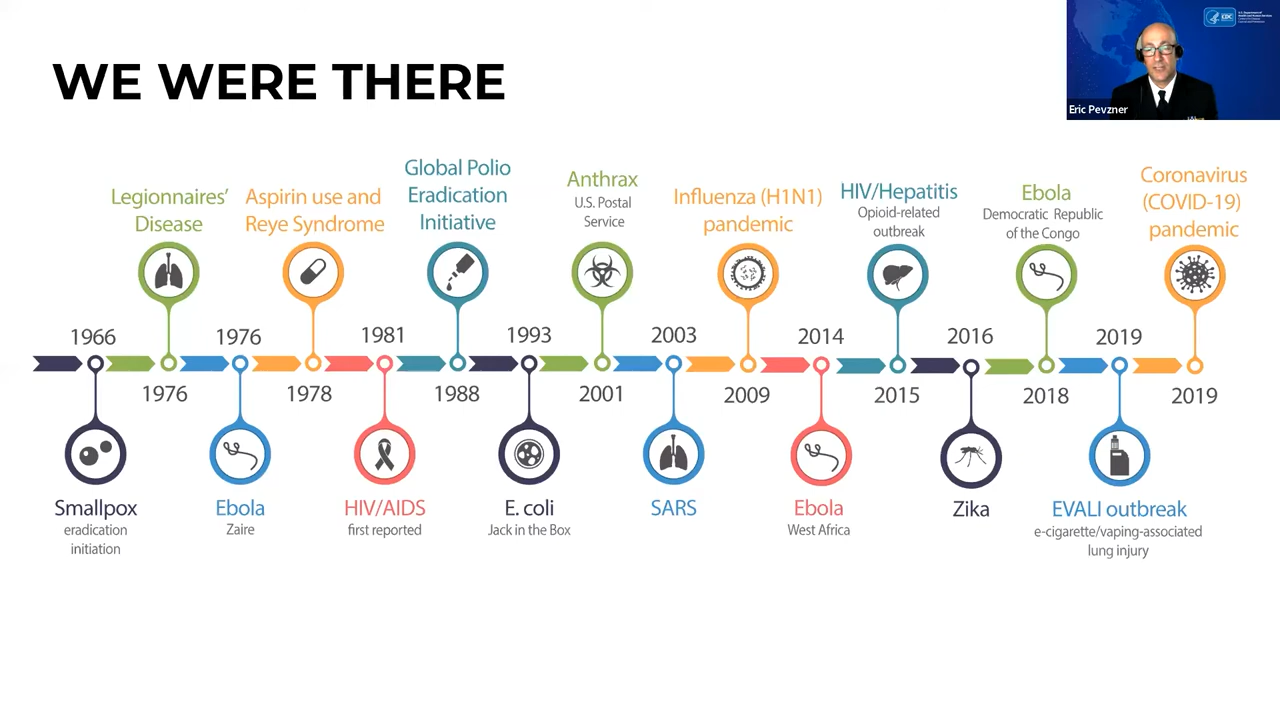 WE WERE THERE
Eric Pevzner
CDC
Legionnaires'
Disease
Aspirin use and
Reye Syndrome
Global Polio
Eradication
Initiative
Anthrax
U.S. Postal
Service
Influenza (H1N1)
pandemic
HIV/Hepatitis
Opioid-related
outbreak
Ebola
Democratic Republic
of the Congo
Coronavirus
(COVID-19)
pandemic
1966
1976
1981
1993
2003
2014
2016
2019
1976
1978
1988
2001
2009
2015
2018
2019
Smallpox
eradication
initiation
Ebola
Zaire
HIV/AIDS
first reported
E. coli
Jack in the Box
SARS
Ebola
West Africa
Zika
EVALI outbreak
e-cigarette/vaping-associated
lung injury